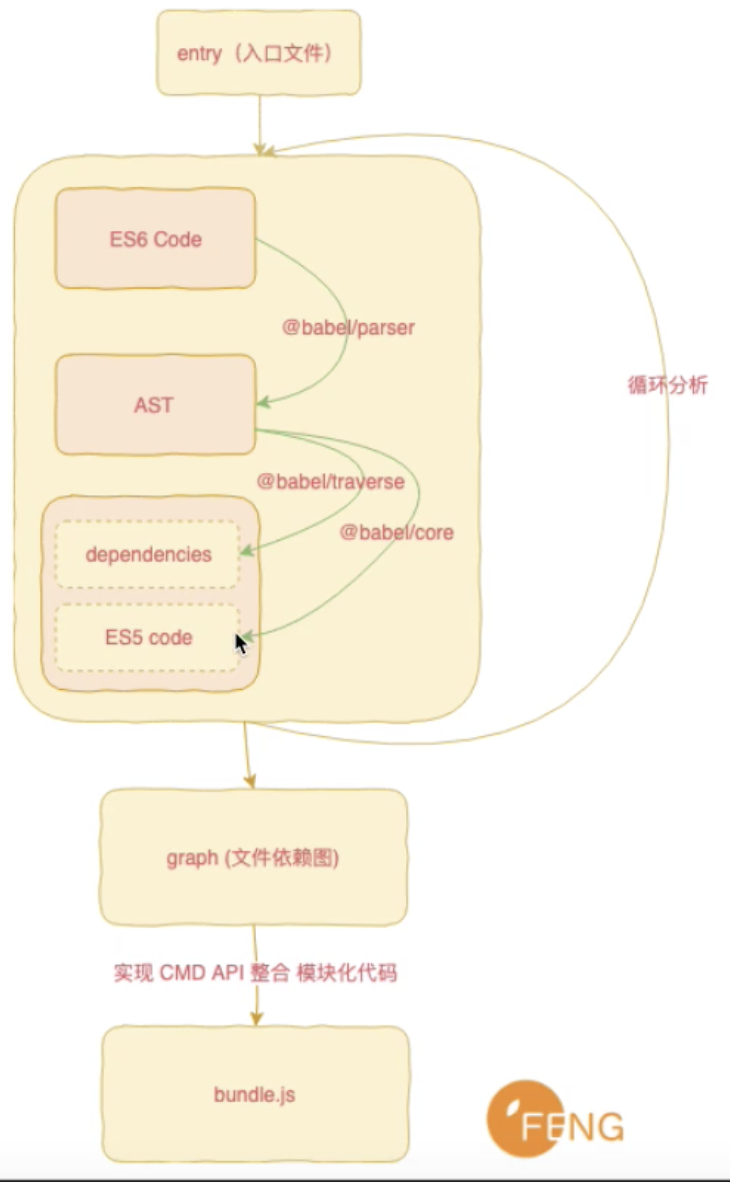 entry（入口文件）
ES6 Code
@babel/parser
循环分析
AST
@babel/traverse
@babel/core
dependencies
ES5 code
graph (文件依赖图)
实现 CMD API 整合 模块化代码
bundle.js
FENG